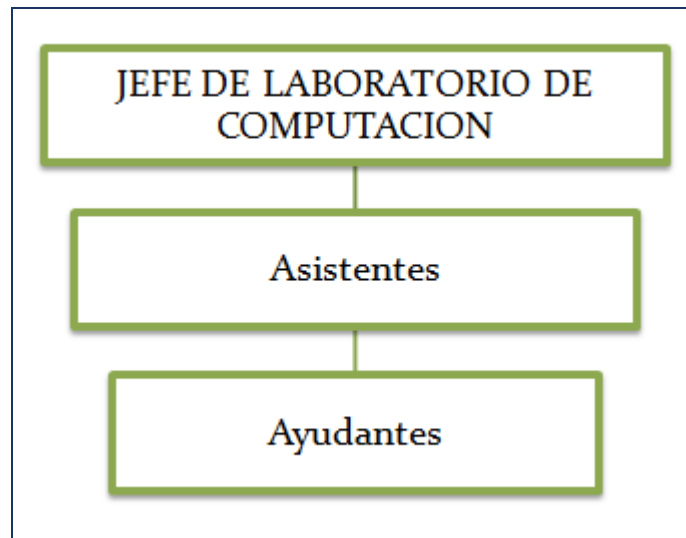 JEFE DE LABORATORIO DE
COMPUTACION
Asistentes
Ayudantes